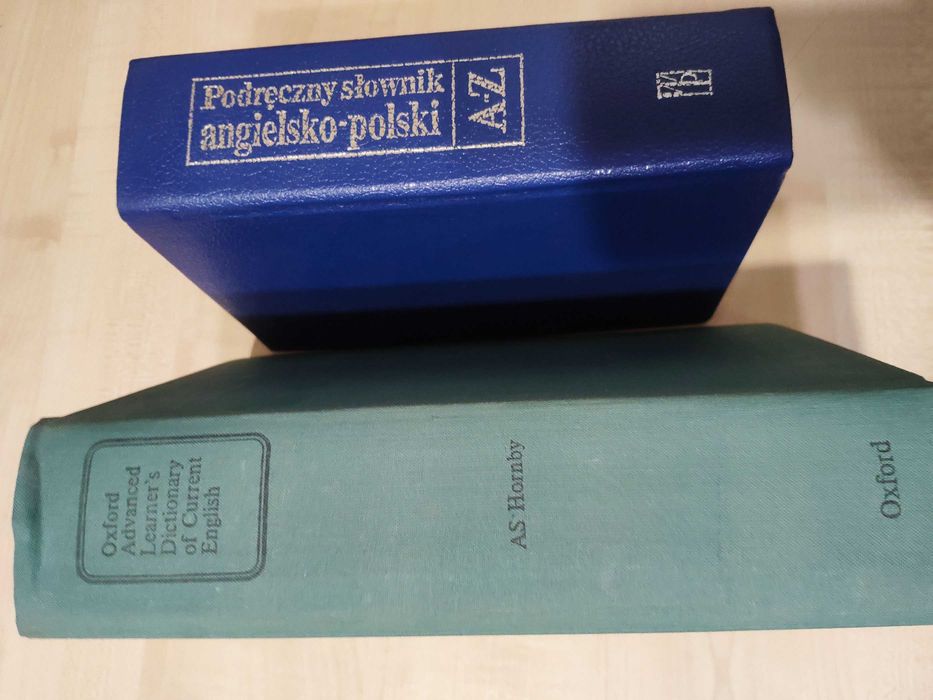 Podręczny słownik
angielsko-polski
A-Z
Oxford
Advanced
Learner's
Dictionary
of Current
English
AS Hornby
Oxford